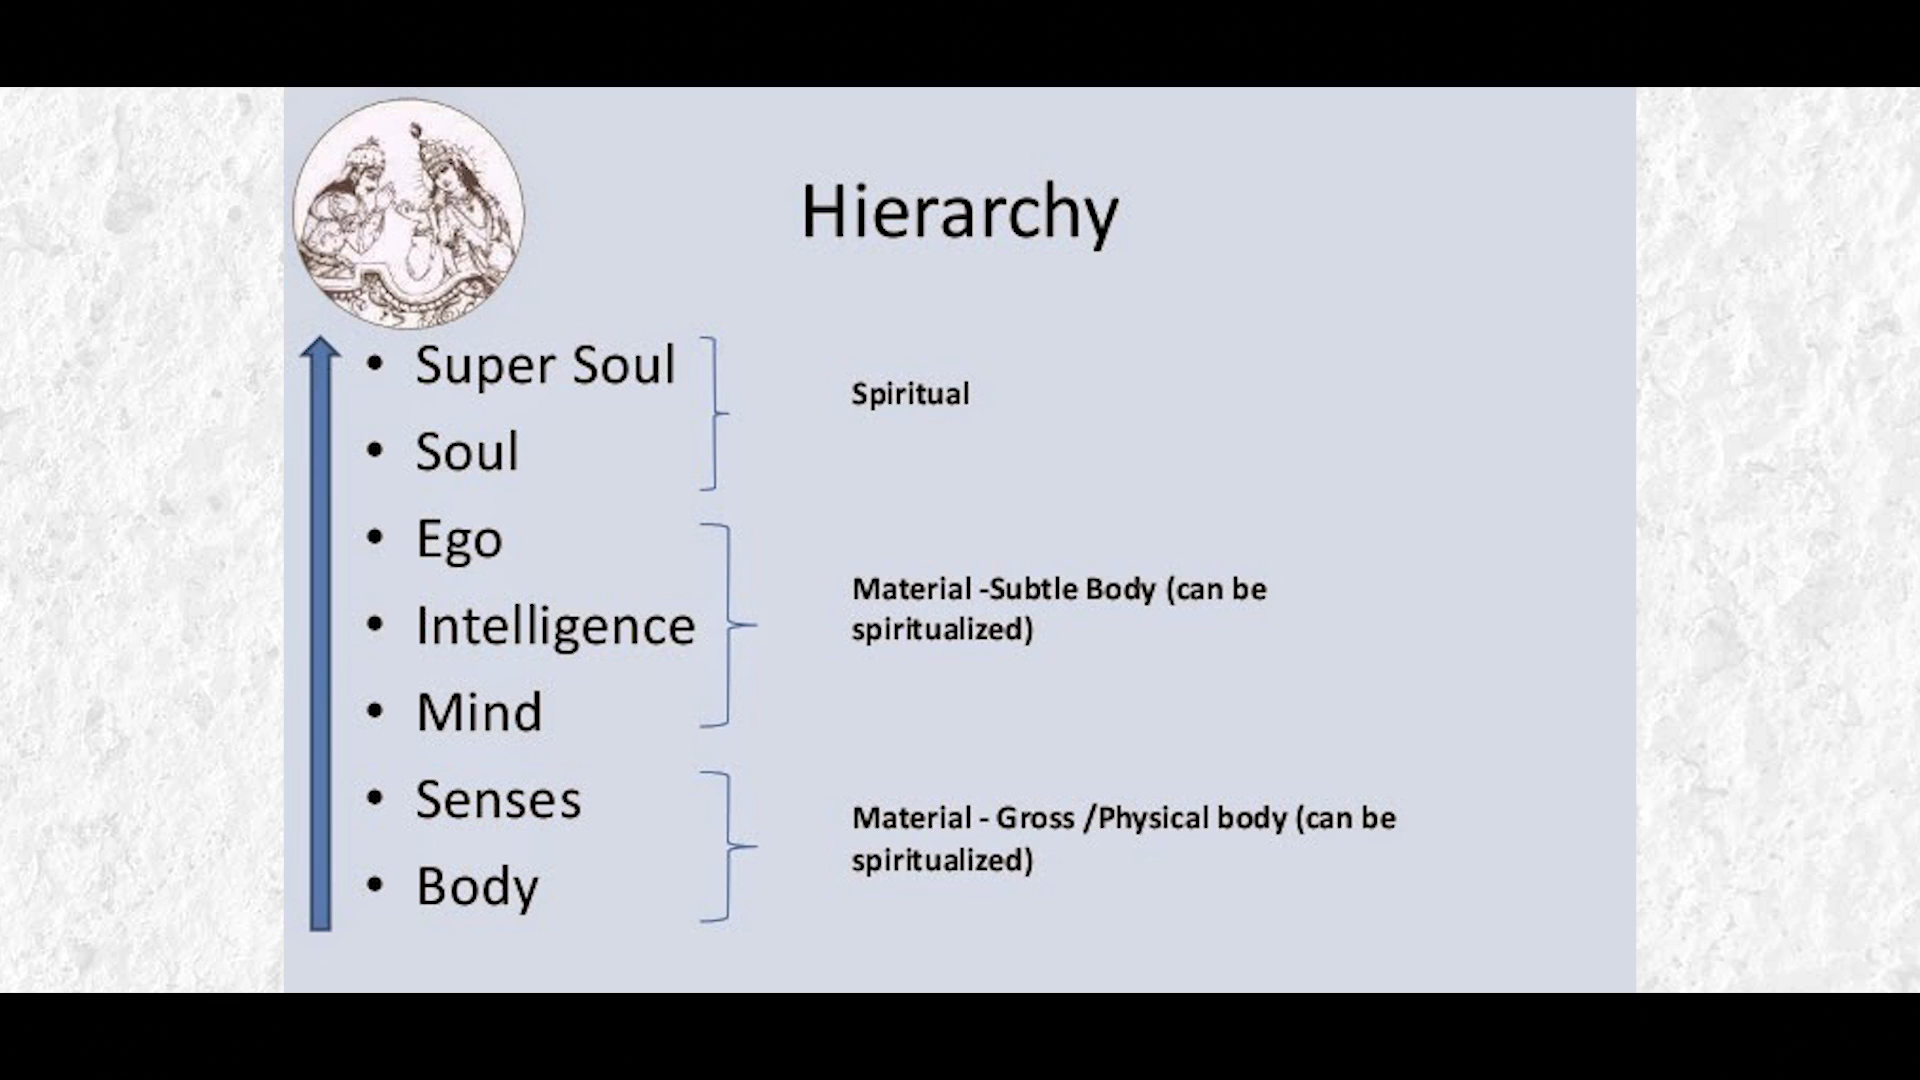 Hierarchy
• Super Soul
• Soul
Spiritual
• Ego
• Intelligence
• Mind
Material -Subtle Body (can be
spiritualized)
• Senses
• Body
Material - Gross /Physical body (can be
spiritualized)